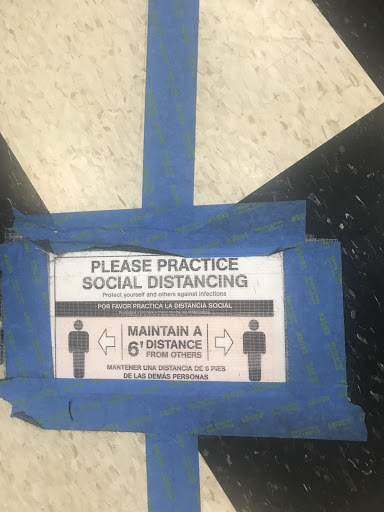 PLEASE PRACTICE
SOCIAL DISTANCING
Protect yourself and others against infections
POR FAVOR PRACTICA LA DISTANCIA SOCIAL
MAINTAIN A
6' DISTANCE
FROM OTHERS
MANTENER UNA DISTANCIA DE 6 PIES
DE LAS DEMÁS PERSONAS